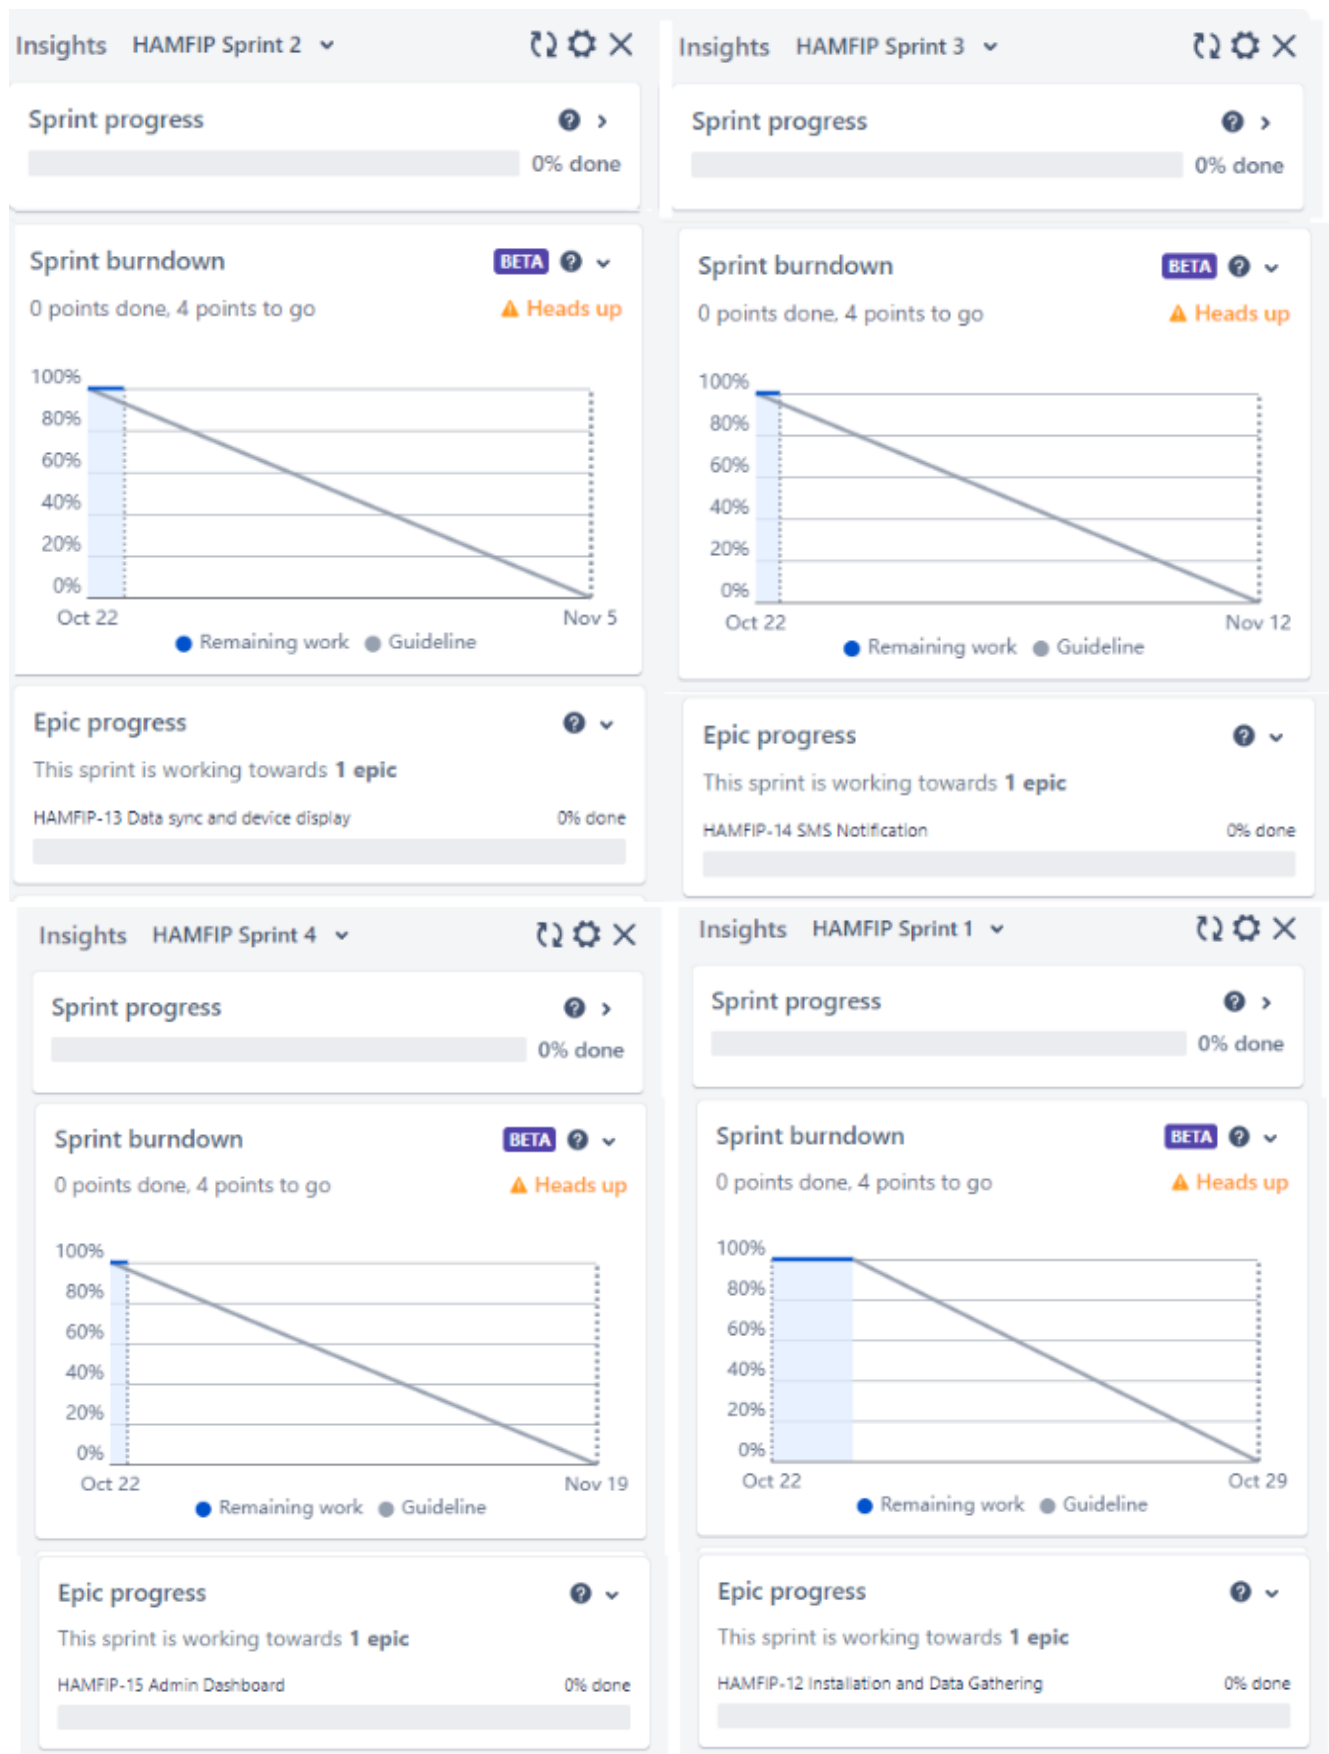 Insights HAMFIP Sprint 2
Sprint progress
0% done
Sprint burndown BETA
0 points done, 4 points to go Heads up
100%
80%
60%
40%
20%
0%
Oct 22 Nov 5
Remaining work Guideline
Epic progress
This sprint is working towards 1 epic
HAMFIP-13 Data sync and device display 0% done
Insights HAMFIP Sprint 3
Sprint progress
0% done
Sprint burndown BETA
0 points done, 4 points to go Heads up
100%
80%
60%
40%
20%
0%
Oct 22 Nov 12
Remaining work Guideline
Epic progress
This sprint is working towards 1 epic
HAMFIP-14 SMS Notification 0% done
Insights HAMFIP Sprint 4
Sprint progress
0% done
Sprint burndown BETA
0 points done, 4 points to go Heads up
100%
80%
60%
40%
20%
0%
Oct 22 Nov 19
Remaining work Guideline
Epic progress
This sprint is working towards 1 epic
HAMFIP-15 Admin Dashboard 0% done
Insights HAMFIP Sprint 1
Sprint progress
0% done
Sprint burndown BETA
0 points done, 4 points to go Heads up
100%
80%
60%
40%
20%
0%
Oct 22 Oct 29
Remaining work Guideline
Epic progress
This sprint is working towards 1 epic
HAMFIP-12 Installation and Data Gathering 0% done